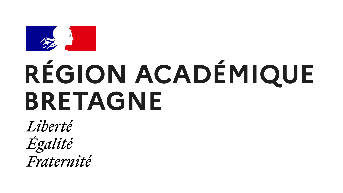 RÉGION ACADÉMIQUE
BRETAGNE
Liberté
Égalité
Fraternité